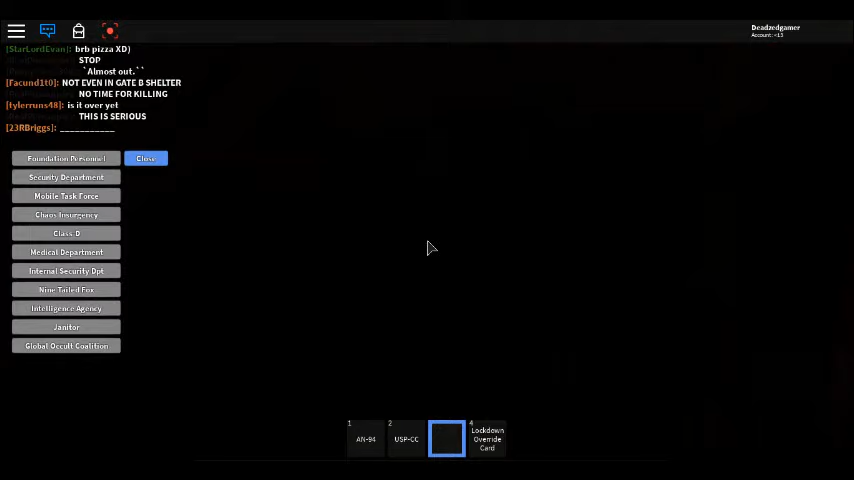 Deadzedgamer
Account: <13
[StarLordEvan]: brb pizza XD)
STOP
`Almost out.``
[Facund1t0]: NOT EVEN IN GATE B SHELTER
NO TIME FOR KILLING
[tylerruns48]: is it over yet
THIS IS SERIOUS
[23RBriggs]: ___________
Foundation Personnel
Close
Security Department
Mobile Task Force
Chaos Insurgency
Class-D
Medical Department
Internal Security Dpt
Nine Tailed Fox
Intelligence Agency
Janitor
Global Occult Coalition
1
AN-94
2
USP-CC
4
Lockdown
Override
Card